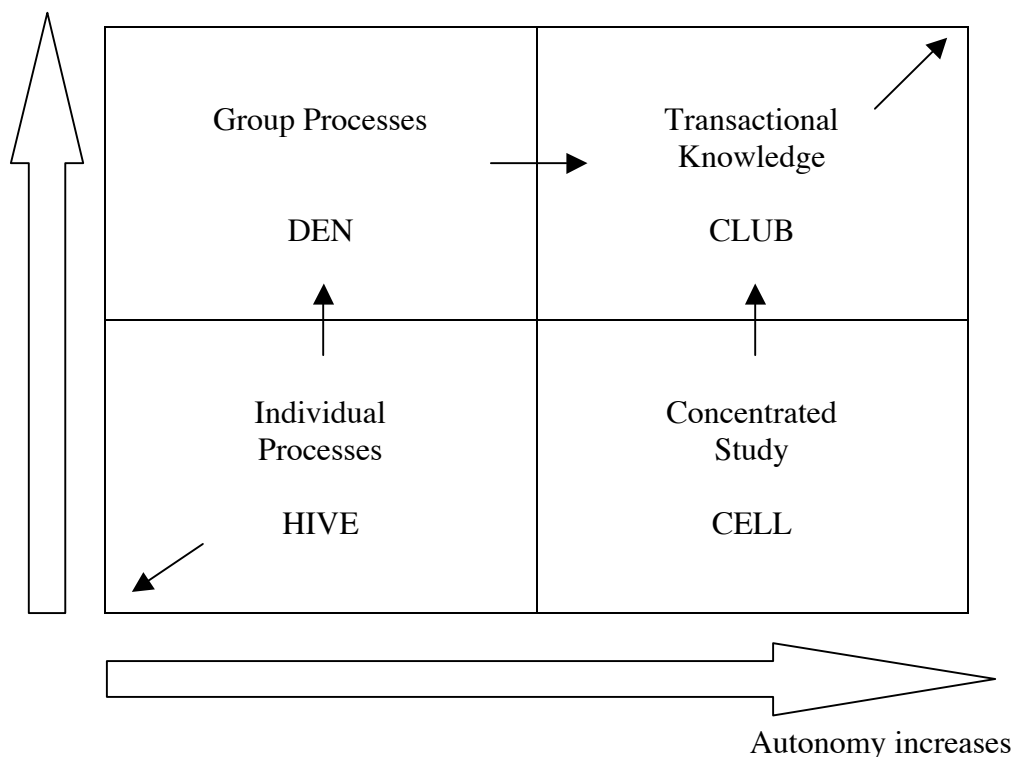 Group Processes
DEN
Transactional
Knowledge
CLUB
Individual
Processes
HIVE
Concentrated
Study
CELL
Autonomy increases